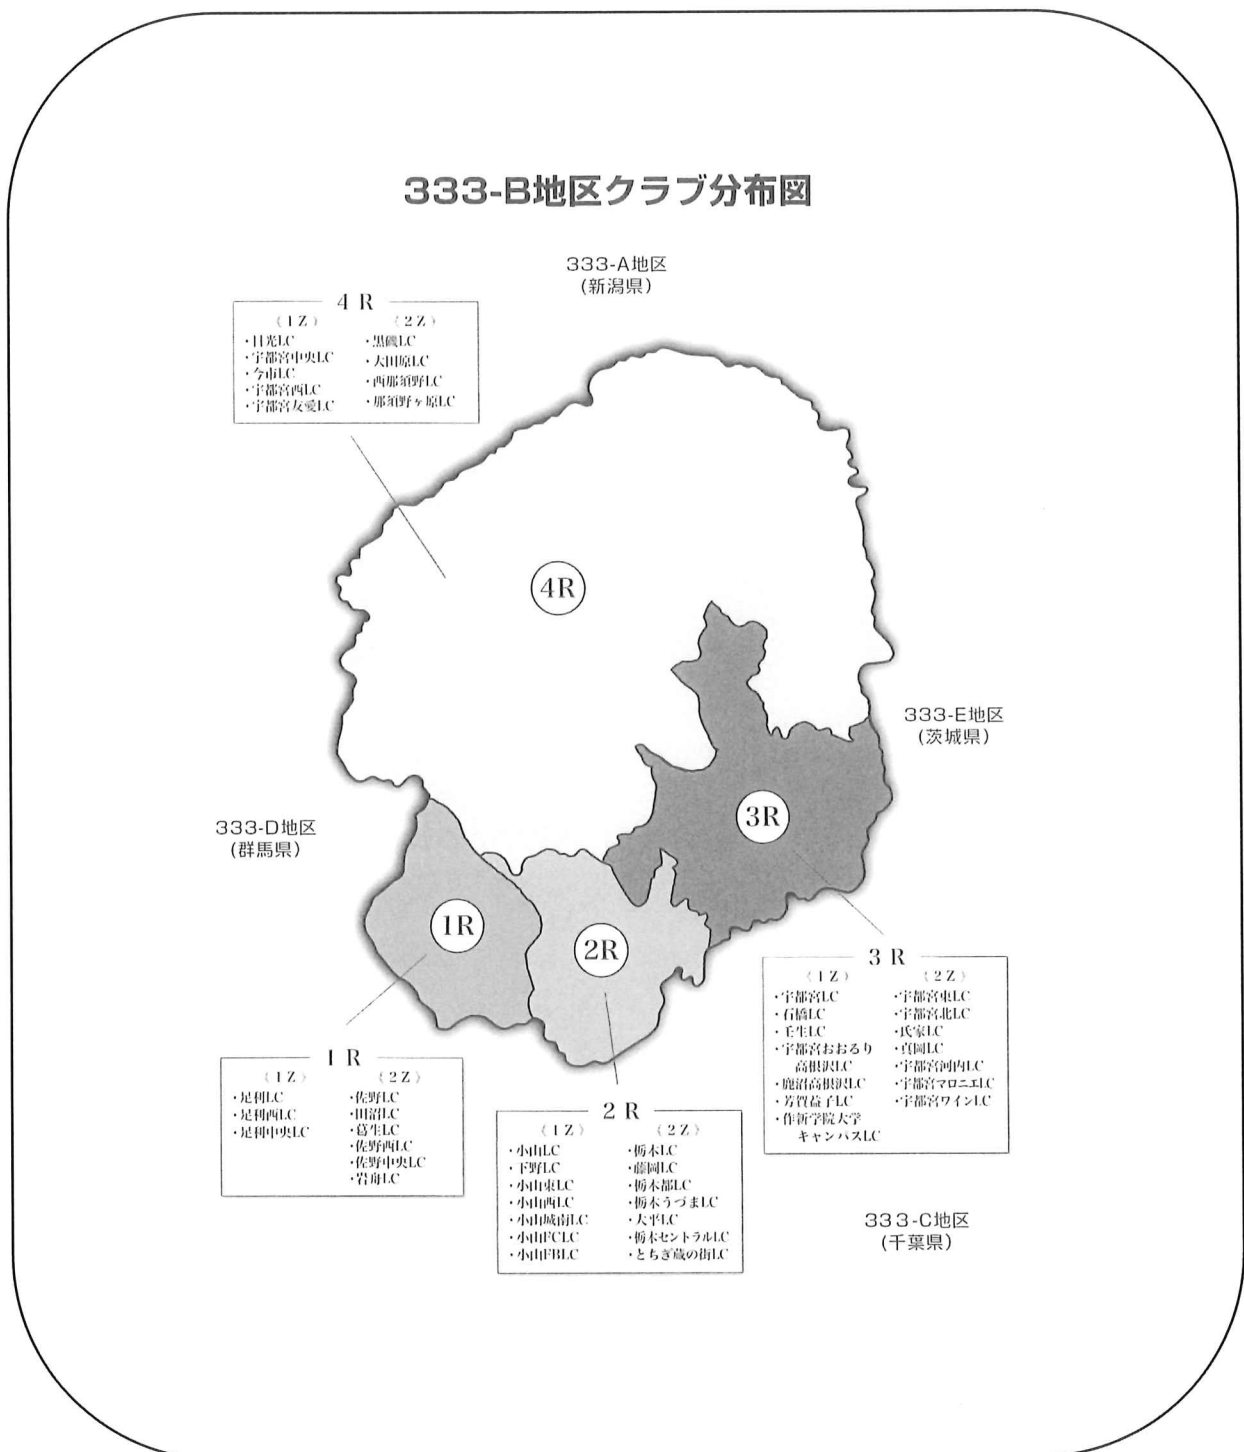 333-B地区クラブ分布図
333-A地区
(新潟県)
4 R
(1Z)
・日光LC
・宇都宮中央LC
・今市LC
・宇都宮西LC
・宇都宮友愛LC
(2Z)
・黒磯LC
・大田原LC
・西那須野LC
・那須野ヶ原LC
4R
333-E地区
(茨城県)
3R
333-D地区
(群馬県)
1R
2R
3 R
(1Z)
・宇都宮LC
・石橋LC
・壬生LC
・宇都宮おおるり
高根沢LC
・鹿沼高根沢LC
・芳賀益子LC
・作新学院大学
キャンパスLC
(2Z)
・宇都宮東LC
・宇都宮北LC
・氏家LC
・真岡LC
・宇都宮河内LC
・宇都宮マロニエLC
・宇都宮ワインLC
1 R
(1Z)
・足利LC
・足利西LC
・足利中央LC
(2Z)
・佐野LC
・田沼LC
・葛生LC
・佐野西LC
・佐野中央LC
・岩舟LC
2 R
(1Z)
・小山LC
・下野LC
・小山東LC
・小山西LC
・小山城南LC
・小山FCLC
・小山FBLC
(2Z)
・栃木LC
・藤岡LC
・栃木都LC
・栃木うづまLC
・大平LC
・栃木セントラルLC
・とちぎ蔵の街LC
333-C地区
(千葉県)